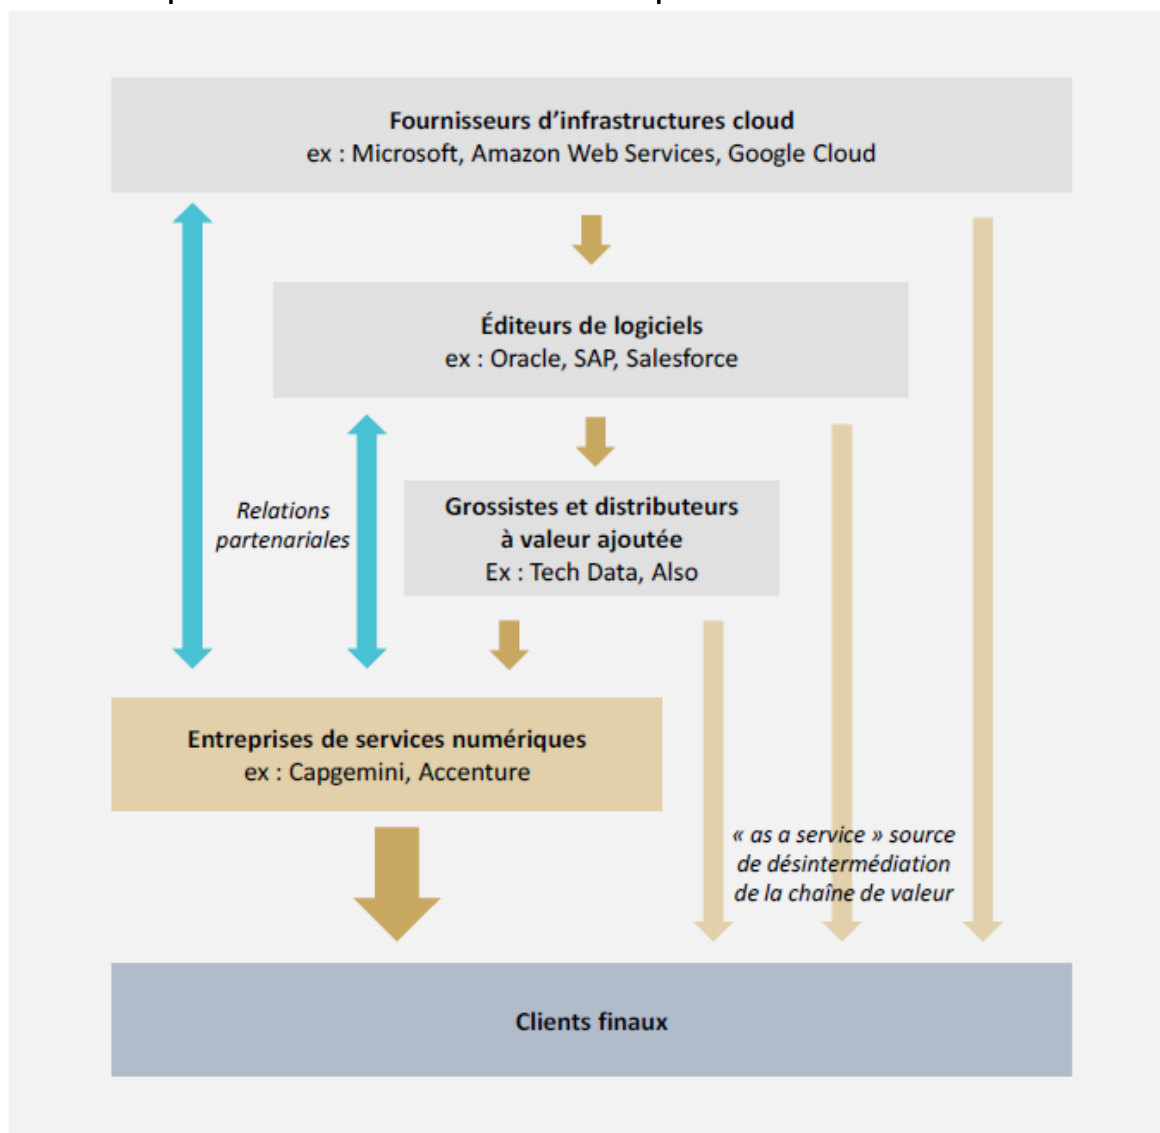 Fournisseurs d’infrastructures cloud
ex : Microsoft, Amazon Web Services, Google Cloud
Éditeurs de logiciels
ex : Oracle, SAP, Salesforce
Relations
partenariales
Grossistes et distributeurs
à valeur ajoutée
Ex : Tech Data, Also
Entreprises de services numériques
ex : Capgemini, Accenture
« as a service » source
de désintermédiation
de la chaîne de valeur
Clients finaux